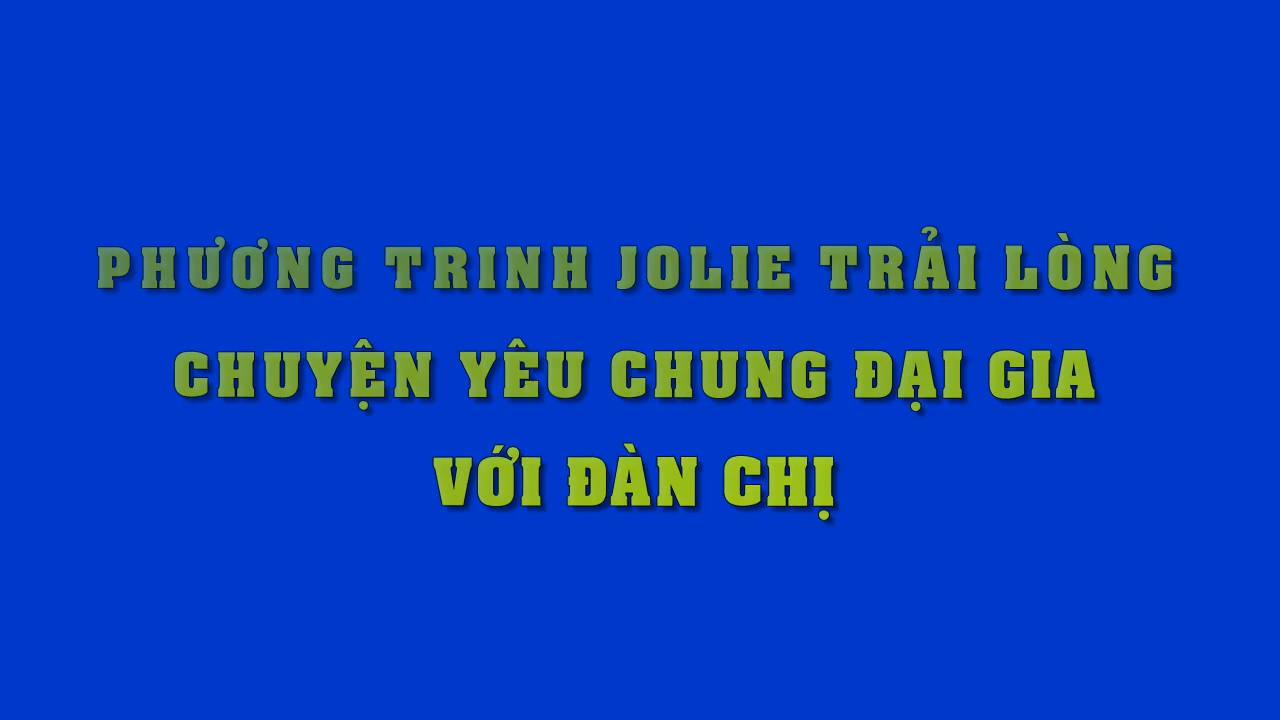 PHƯƠNG TRINH JOLIE TRẢI LÒNG
CHUYỆN YÊU CHUNG ĐẠI GIA
VỚI ĐÀN CHỊ